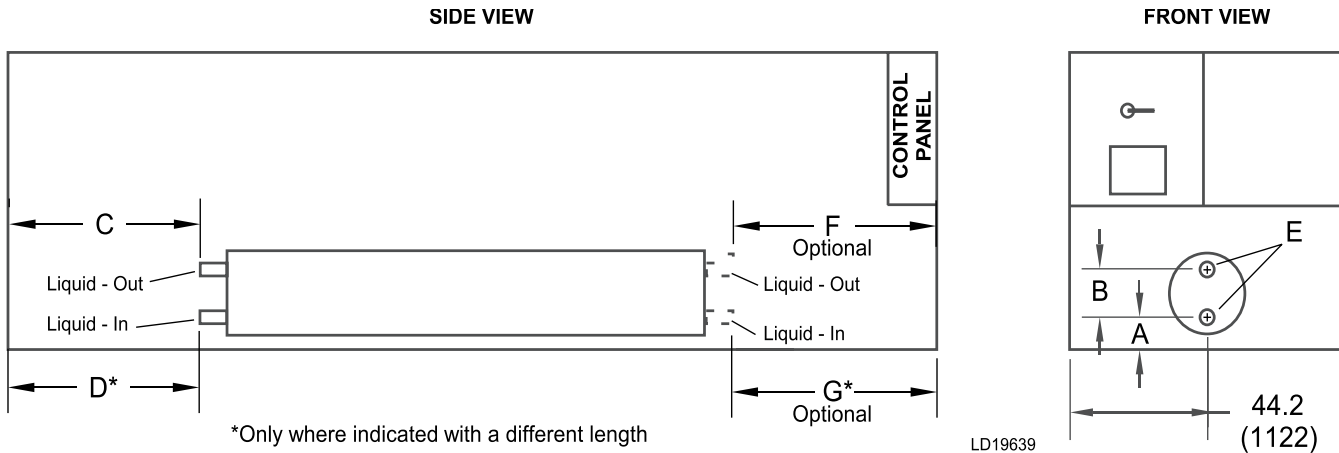 SIDE VIEW
FRONT VIEW
CONTROL
PANEL
C
F
Optional
E
Liquid - Out
Liquid - Out
B
Liquid - In
Liquid - In
A
D*
G*
Optional
44.2
(1122)
*Only where indicated with a different length
LD19639